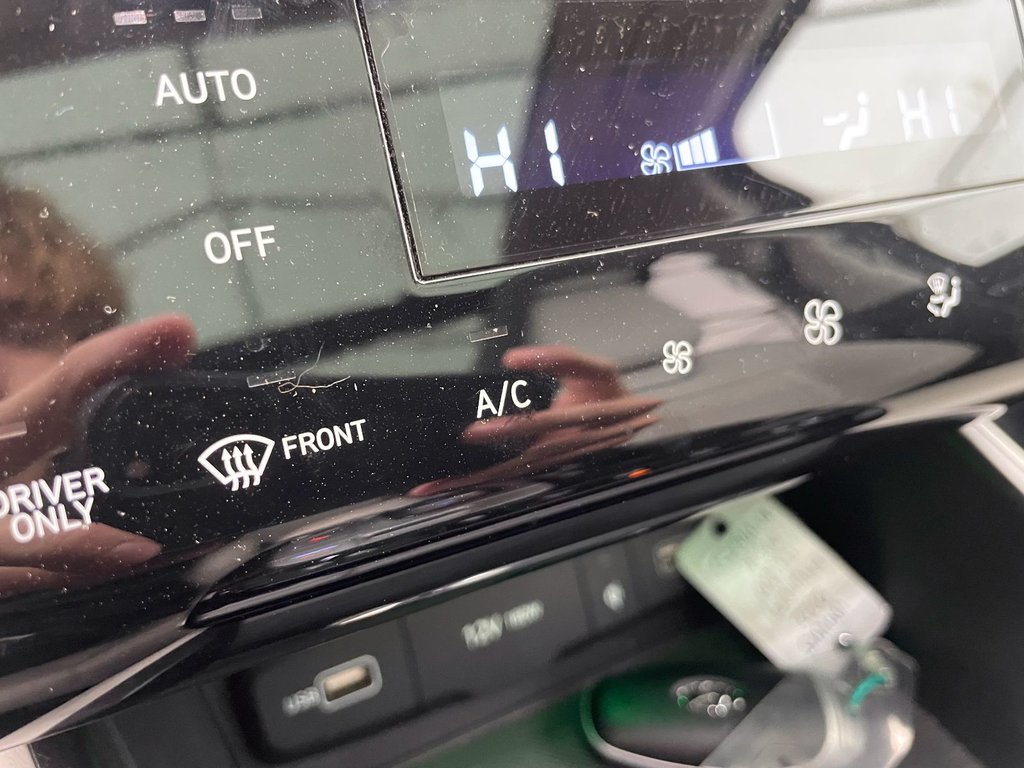 AUTO
HI
HI
OFF
A/C
FRONT
DRIVER
ONLY
12V
USB